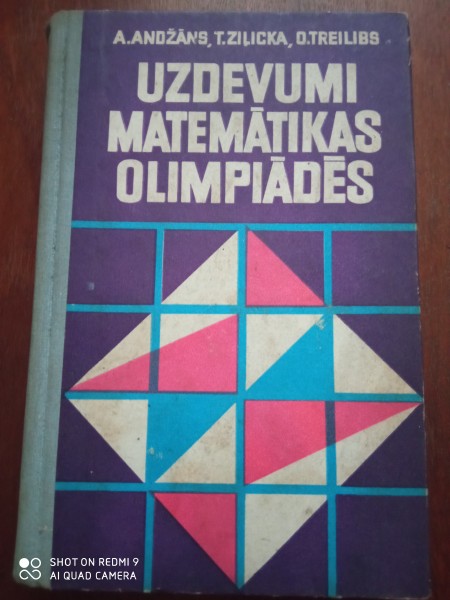 A.ANDŽĀNS, T.ZIĻICKA, O.TREILIBS
UZDEVUMI
MATEMĀTIKAS
OLIMPIĀDĒS
SHOT ON REDMI 9
AI QUAD CAMERA